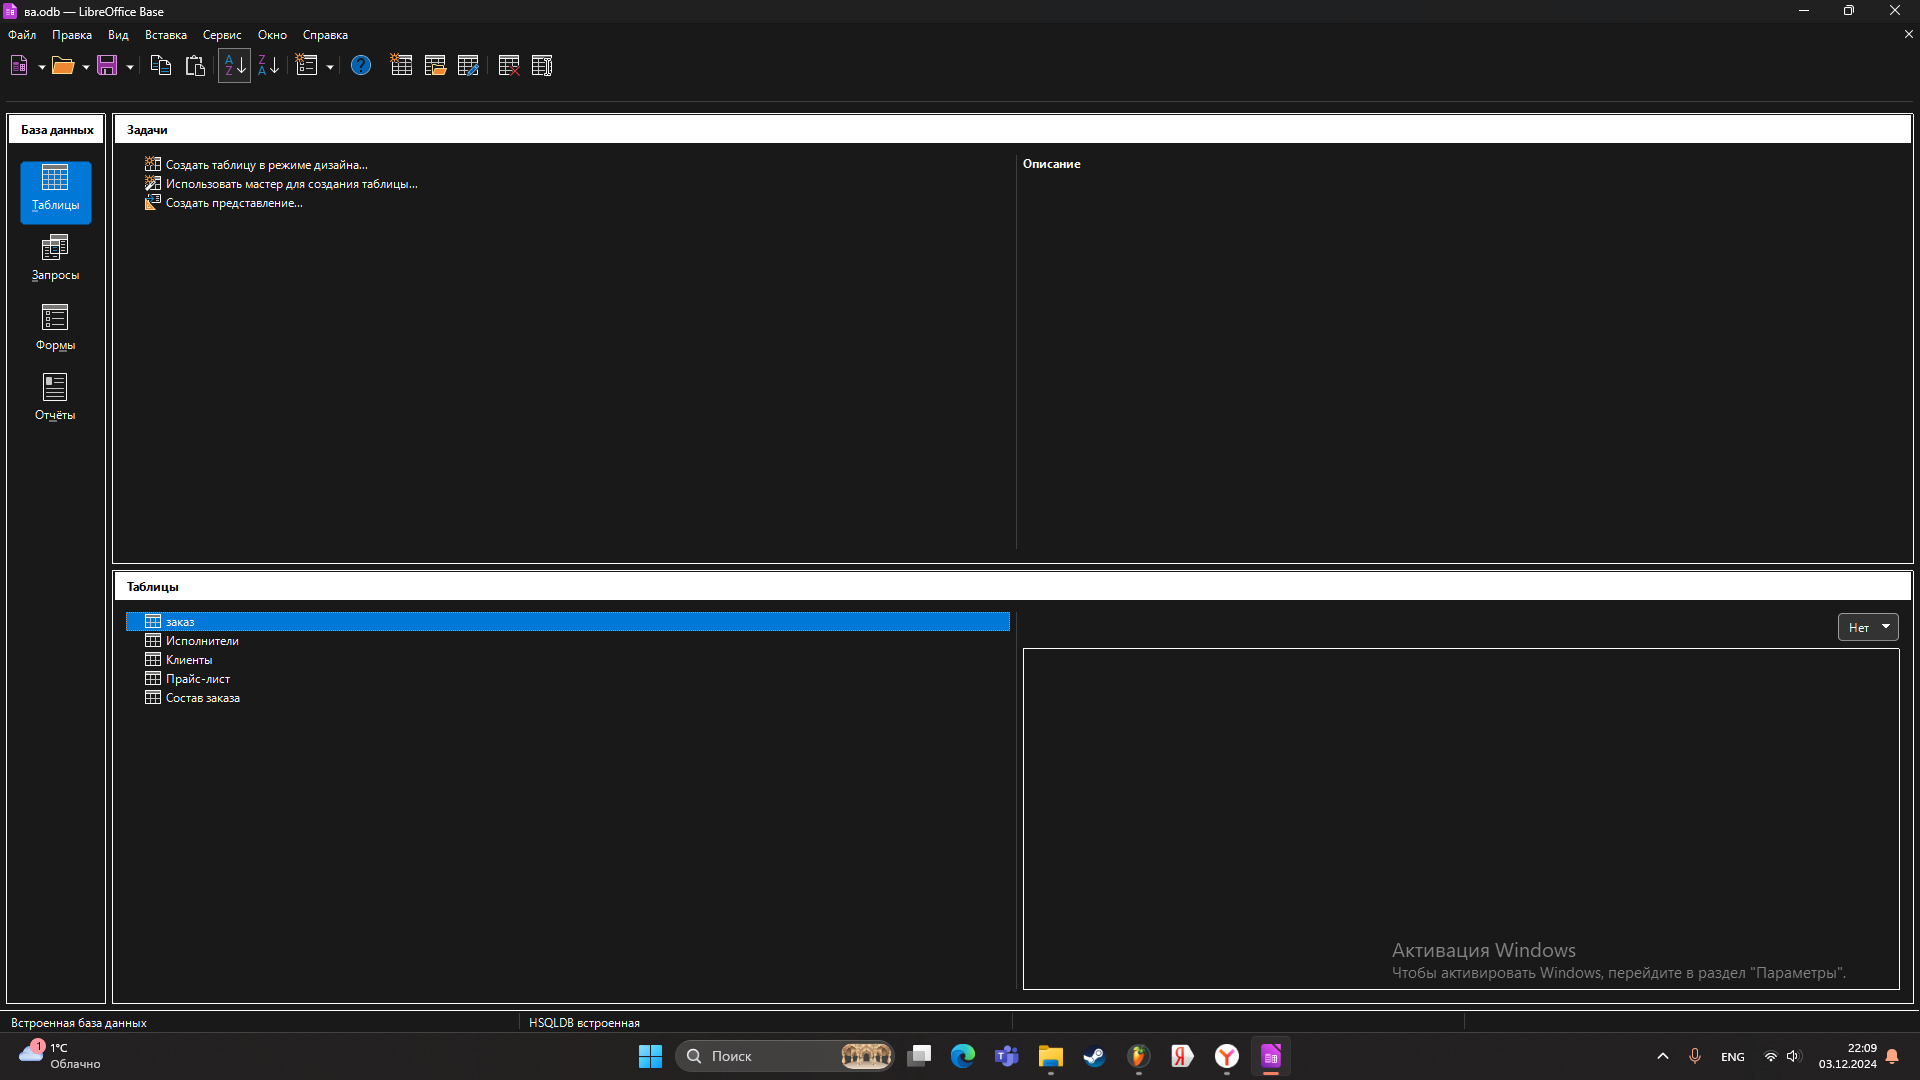 ва.odb — LibreOffice Base
Файл Правка Вид Вставка Сервис Окно Справка
База данных
Таблицы
Запросы
Формы
Отчёты
Задачи
Создать таблицу в режиме дизайна...
Использовать мастер для создания таблицы...
Создать представление...
Описание
Таблицы
заказ
Исполнители
Клиенты
Прайс-лист
Состав заказа
Нет
Активация Windows
Чтобы активировать Windows, перейдите в раздел "Параметры".
Встроенная база данных
HSQLDB встроенная
1
1°C
Облачно
Поиск
ENG
22:09
03.12.2024